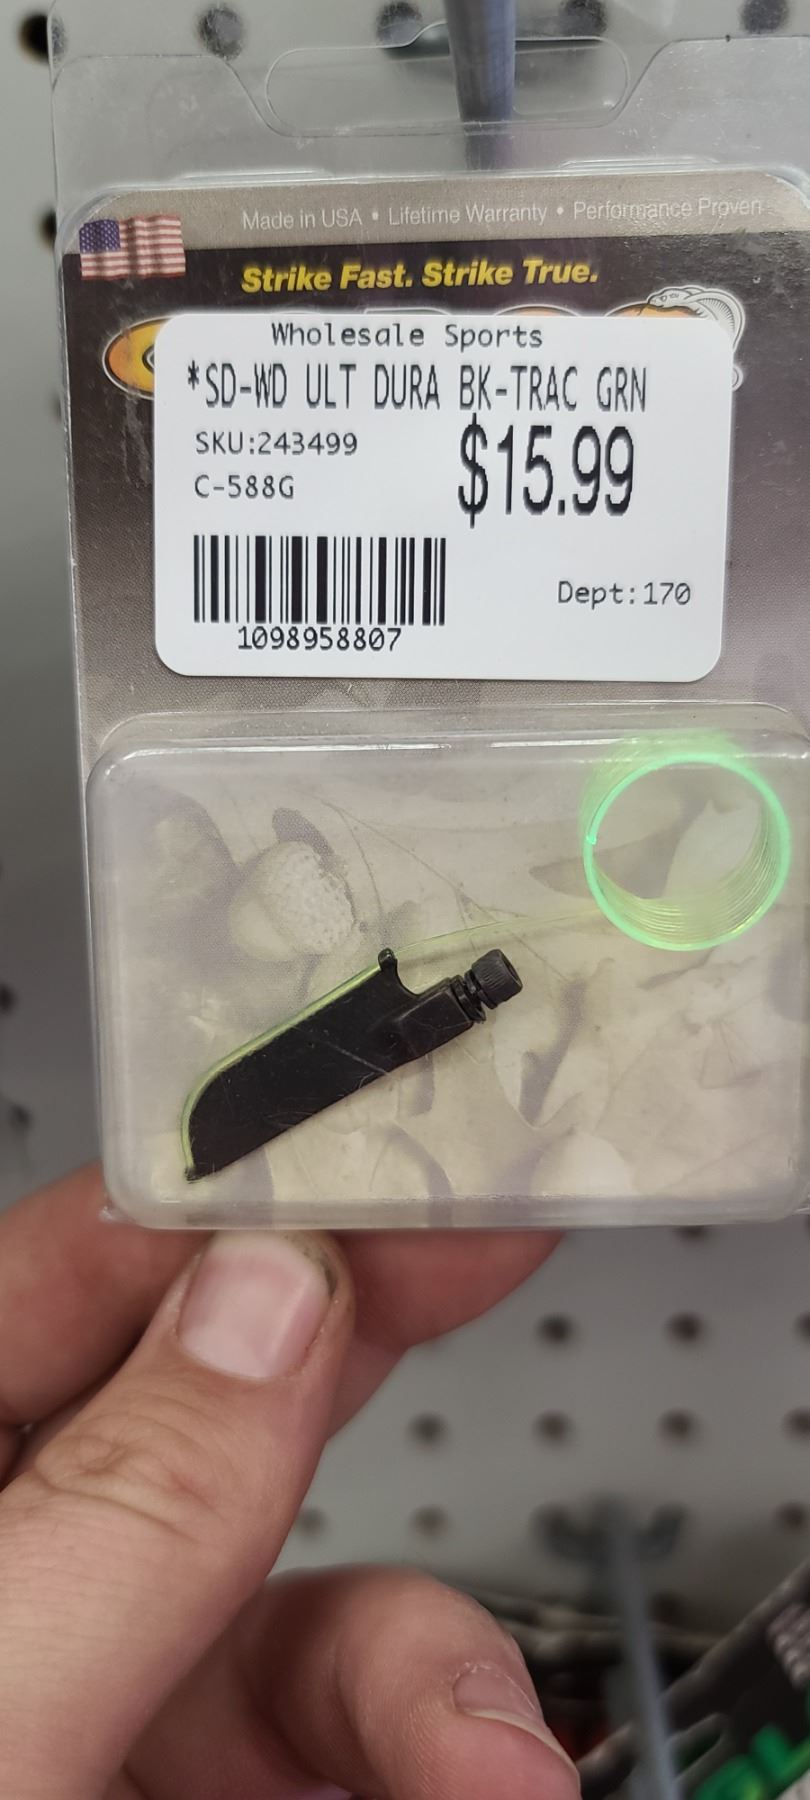 Made in USA • Lifetime Warranty • Performance Proven
Strike Fast. Strike True.
Wholesale Sports
*SD-WD ULT DURA BK-TRAC GRN
SKU:243499
$15.99
C-588G
Dept:170
1098958807